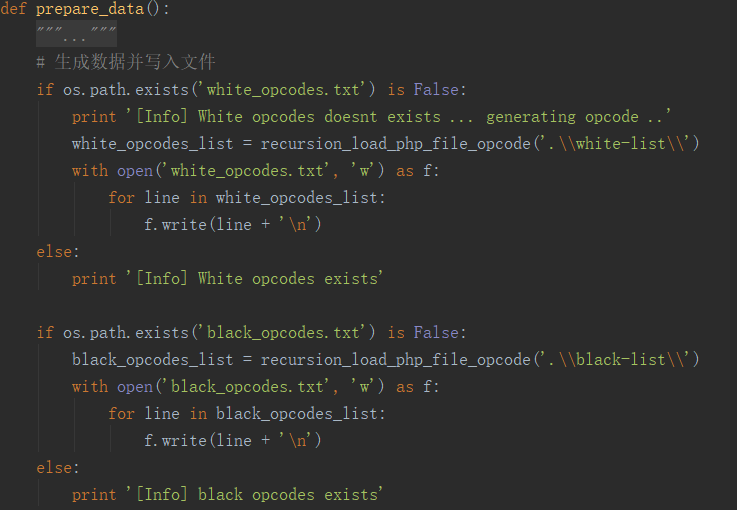 def prepare_data():
    """..."""
    # 生成数据并写入文件
    if os.path.exists('white_opcodes.txt') is False:
        print '[Info] White opcodes doesnt exists ... generating opcode ..'
        white_opcodes_list = recursion_load_php_file_opcode('.\\white-list\\')
        with open('white_opcodes.txt', 'w') as f:
            for line in white_opcodes_list:
                f.write(line + '\n')
    else:
        print '[Info] White opcodes exists'

    if os.path.exists('black_opcodes.txt') is False:
        black_opcodes_list = recursion_load_php_file_opcode('.\\black-list\\')
        with open('black_opcodes.txt', 'w') as f:
            for line in black_opcodes_list:
                f.write(line + '\n')
    else:
        print '[Info] black opcodes exists'